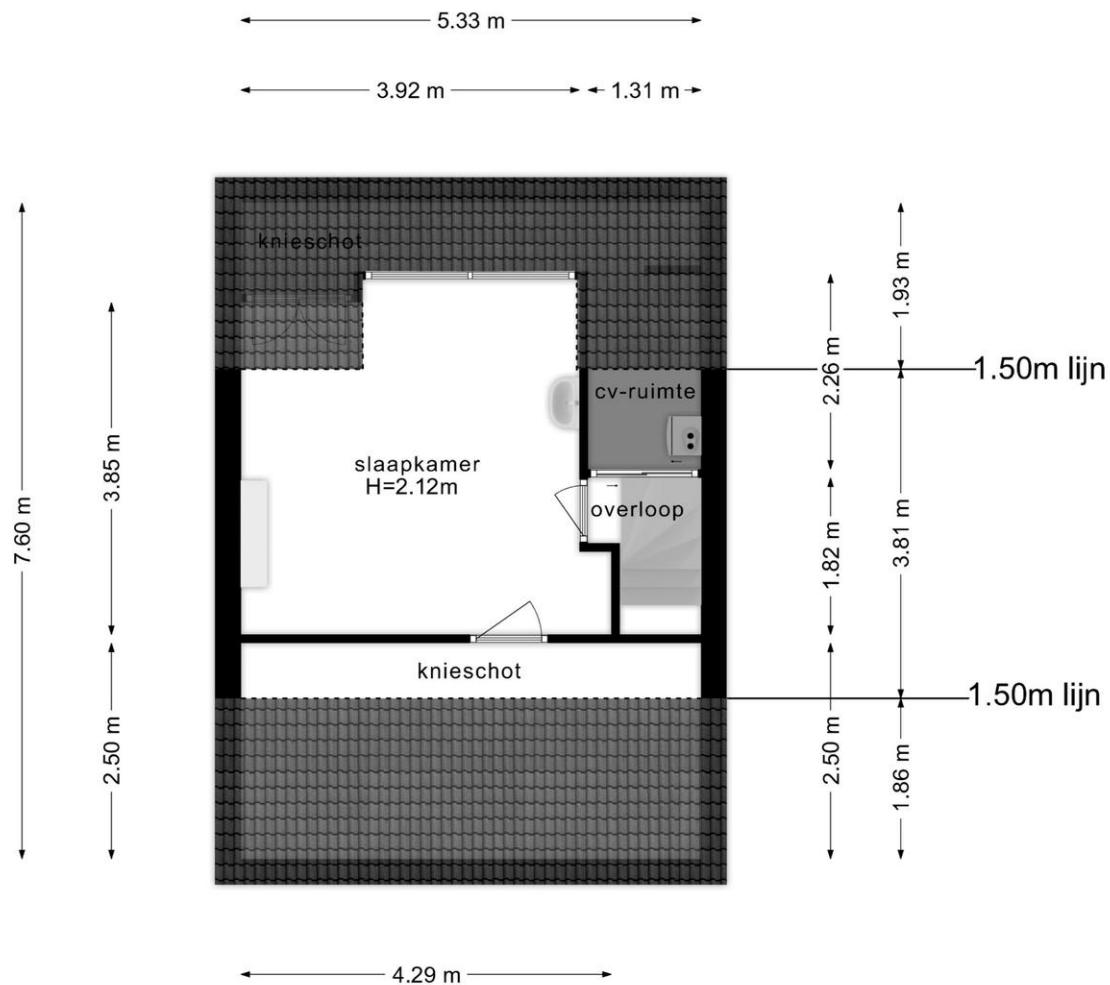 5.33 m
3.92 m
1.31 m
knieschot
1.93 m
2.26 m
1.50m lijn
cv-ruimte
3.85 m
slaapkamer
H=2.12m
overloop
7.60 m
1.82 m
3.81 m
knieschot
1.50m lijn
2.50 m
2.50 m
1.86 m
4.29 m